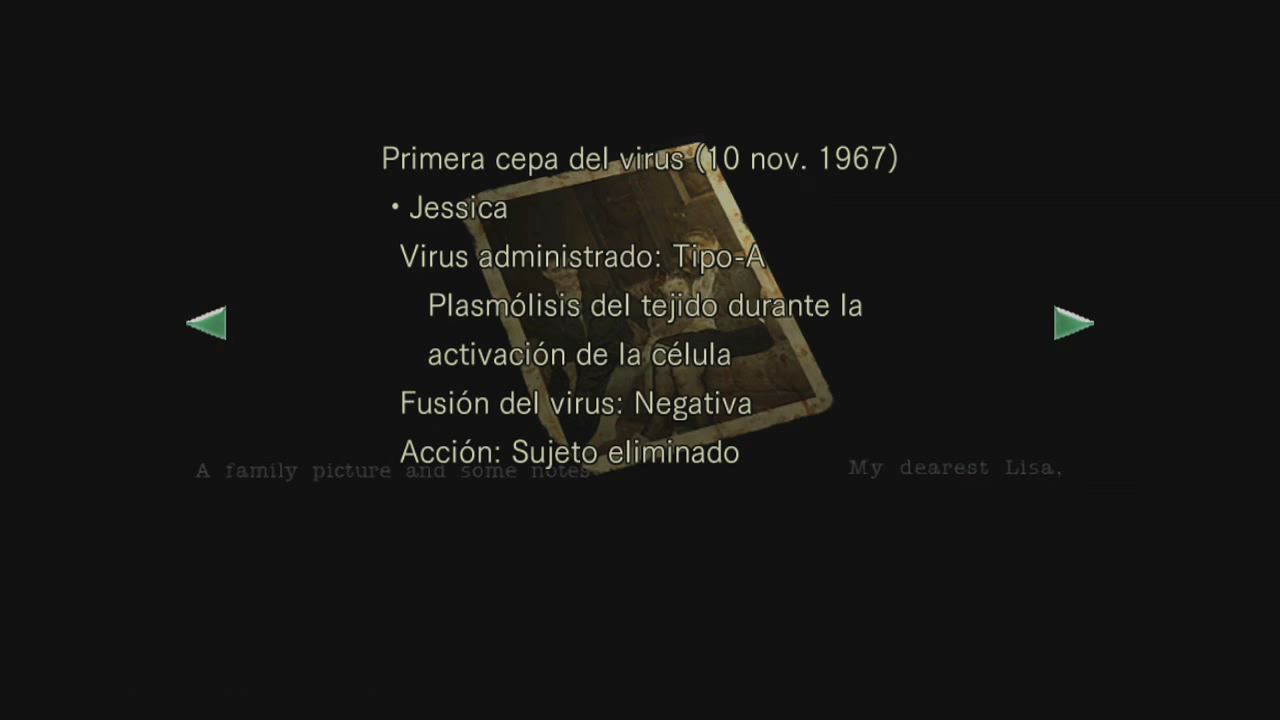 Primera cepa del virus (10 nov. 1967)
• Jessica
Virus administrado: Tipo-A
Plasmólisis del tejido durante la
activación de la célula
Fusión del virus: Negativa
Acción: Sujeto eliminado
A family picture and some notes
My dearest Lisa,